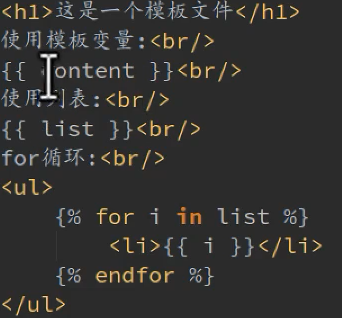 <h1>这是一个模板文件</h1>
使用模板变量:<br/>
{{ content }}<br/>
使用列表:<br/>
{{ list }}<br/>
for循环:<br/>
<ul>
    {% for i in list %}
        <li>{{ i }}</li>
    {% endfor %}
</ul>